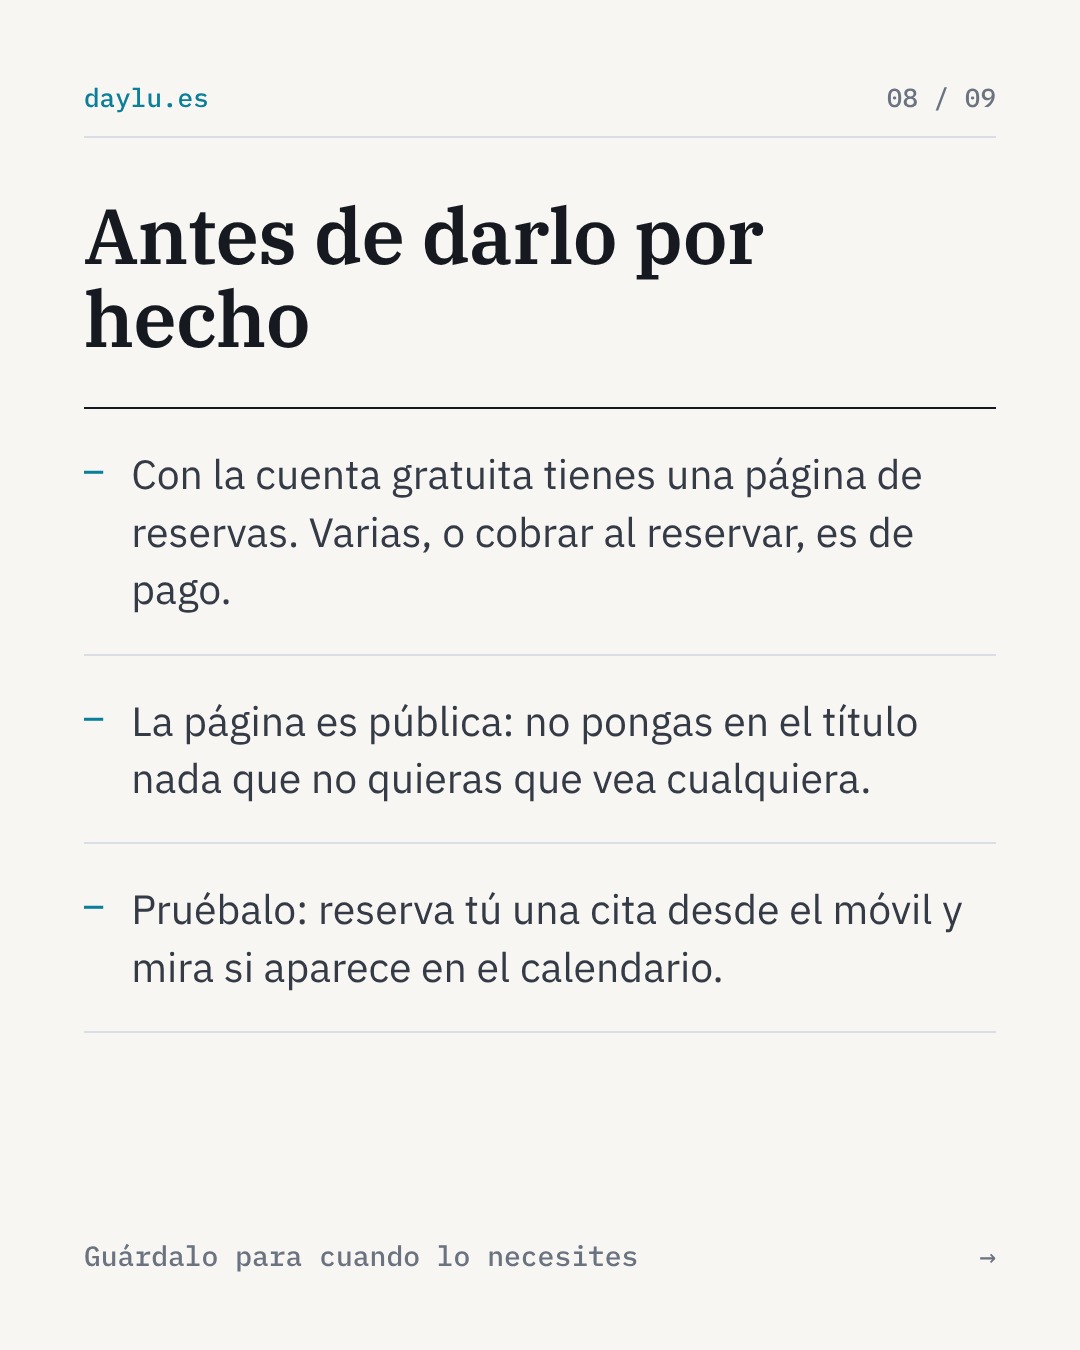 daylu.es
08 / 09
Antes de darlo por
hecho
– Con la cuenta gratuita tienes una página de
reservas. Varias, o cobrar al reservar, es de
pago.
– La página es pública: no pongas en el título
nada que no quieras que vea cualquiera.
– Pruébalo: reserva tú una cita desde el móvil y
mira si aparece en el calendario.
Guárdalo para cuando lo necesites →